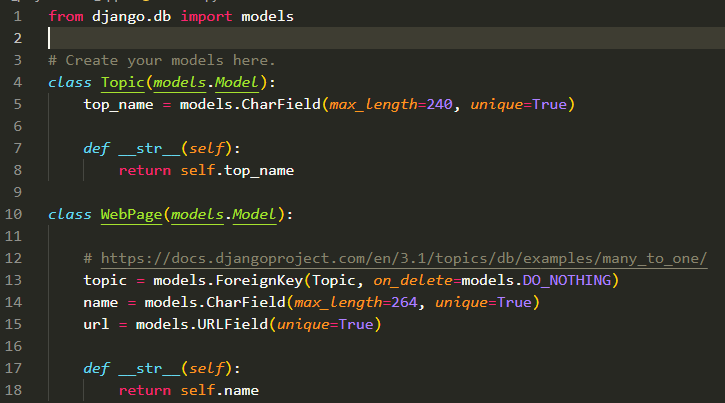 1 from django.db import models
2
3 # Create your models here.
4 class Topic(models.Model):
5     top_name = models.CharField(max_length=240, unique=True)
6
7     def __str__(self):
8         return self.top_name
9
10 class WebPage(models.Model):
11
12     # https://docs.djangoproject.com/en/3.1/topics/db/examples/many_to_one/
13     topic = models.ForeignKey(Topic, on_delete=models.DO_NOTHING)
14     name = models.CharField(max_length=264, unique=True)
15     url = models.URLField(unique=True)
16
17     def __str__(self):
18         return self.name